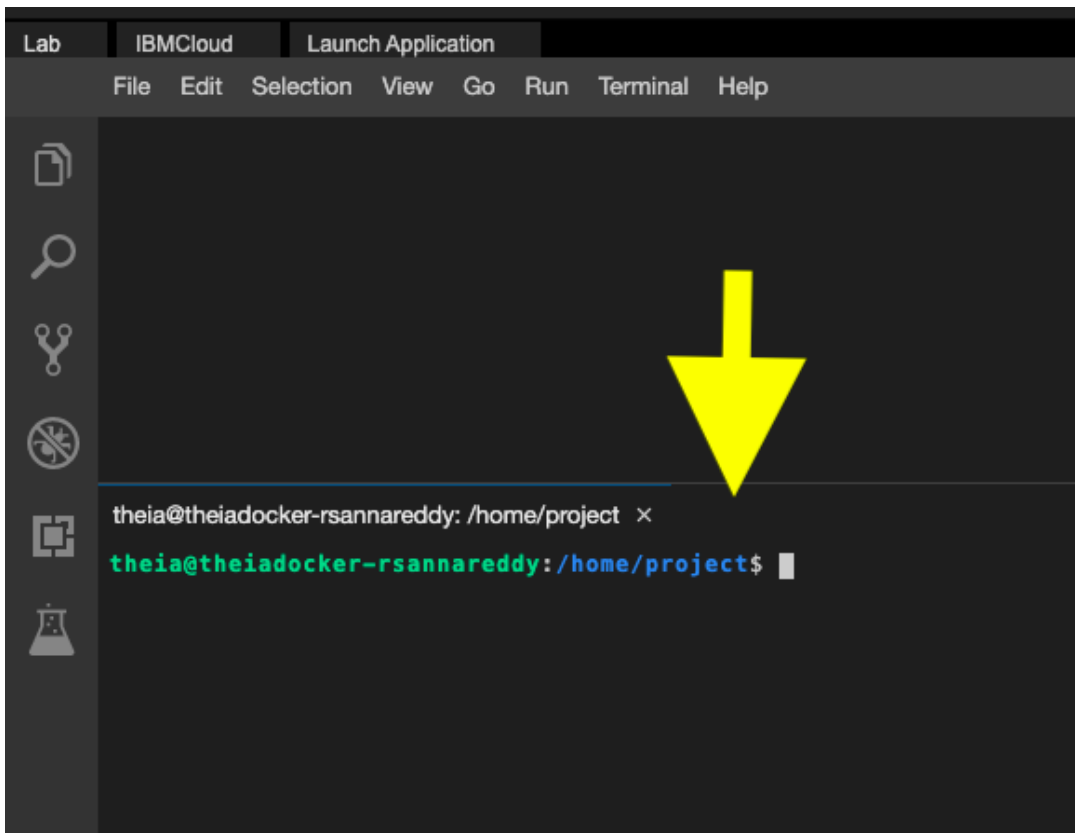 Lab IBMCloud Launch Application
File Edit Selection View Go Run Terminal Help
theia@theiadocker-rsannareddy: /home/project ×
theia@theiadocker-rsannareddy:/home/project$